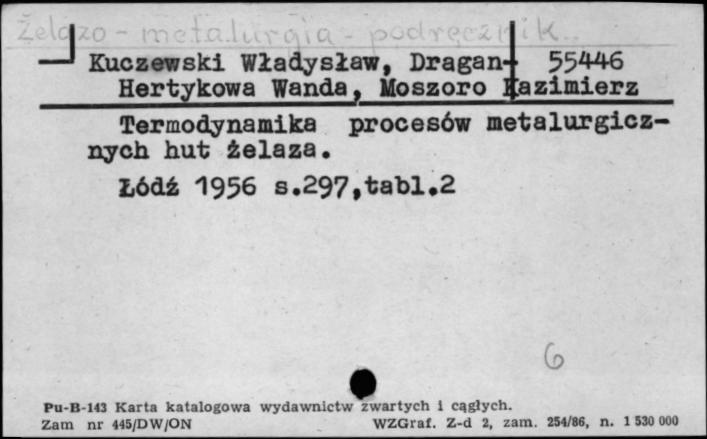 Żelazo - metalurgia - podręcznik..
Kuczewski Władysław, Dragan- 55446
Hertykowa Wanda, Moszoro Kazimierz
Termodynamika procesów metalurgicz-
nych hut żelaza.
Łódź 1956 s.297,tabl.2
6
Pu-B-143 Karta katalogowa wydawnictw zwartych i cągłych.
Zam nr 445/DW/ON WZGraf. Z-d 2, zam. 254/86, n. 1 530 000